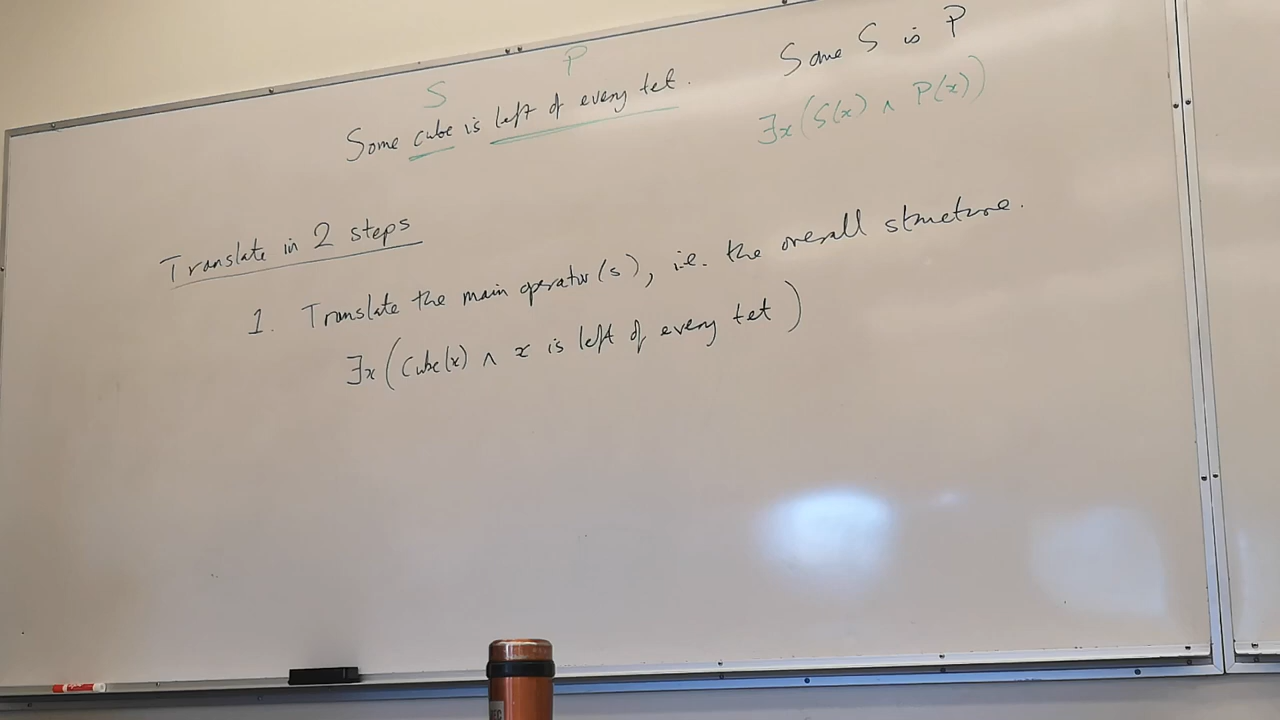 S P
Some cube is left of every tet.
Some S is P
∃x(S(x) ∧ P(x))
Translate in 2 steps
1. Translate the main operator(s), i.e. the overall structure.
∃x(Cube(x) ∧ x is left of every tet)